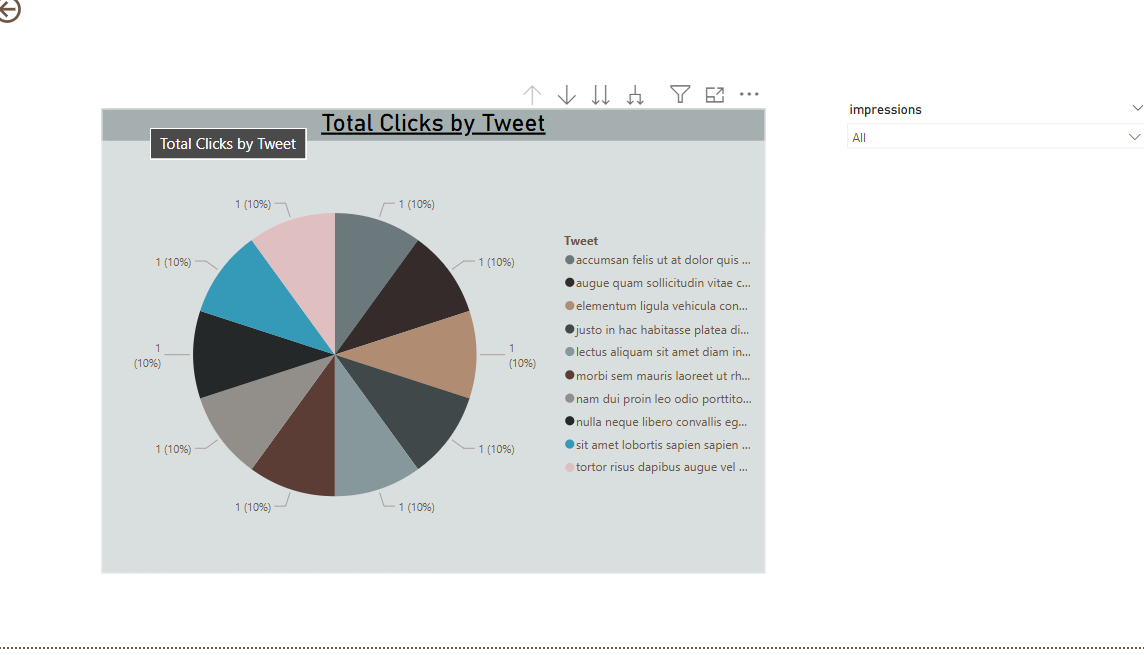 impressions
All
Total Clicks by Tweet
Total Clicks by Tweet
1 (10%)
1 (10%)
1 (10%)
1 (10%)
1
(10%)
1
(10%)
1 (10%)
1 (10%)
1 (10%)
1 (10%)
Tweet
accumsan felis ut at dolor quis ...
augue quam sollicitudin vitae c...
elementum ligula vehicula con...
justo in hac habitasse platea di...
lectus aliquam sit amet diam in...
morbi sem mauris laoreet ut rh...
nam dui proin leo odio porttito...
nulla neque libero convallis eg...
sit amet lobortis sapien sapien ...
tortor risus dapibus augue vel ...